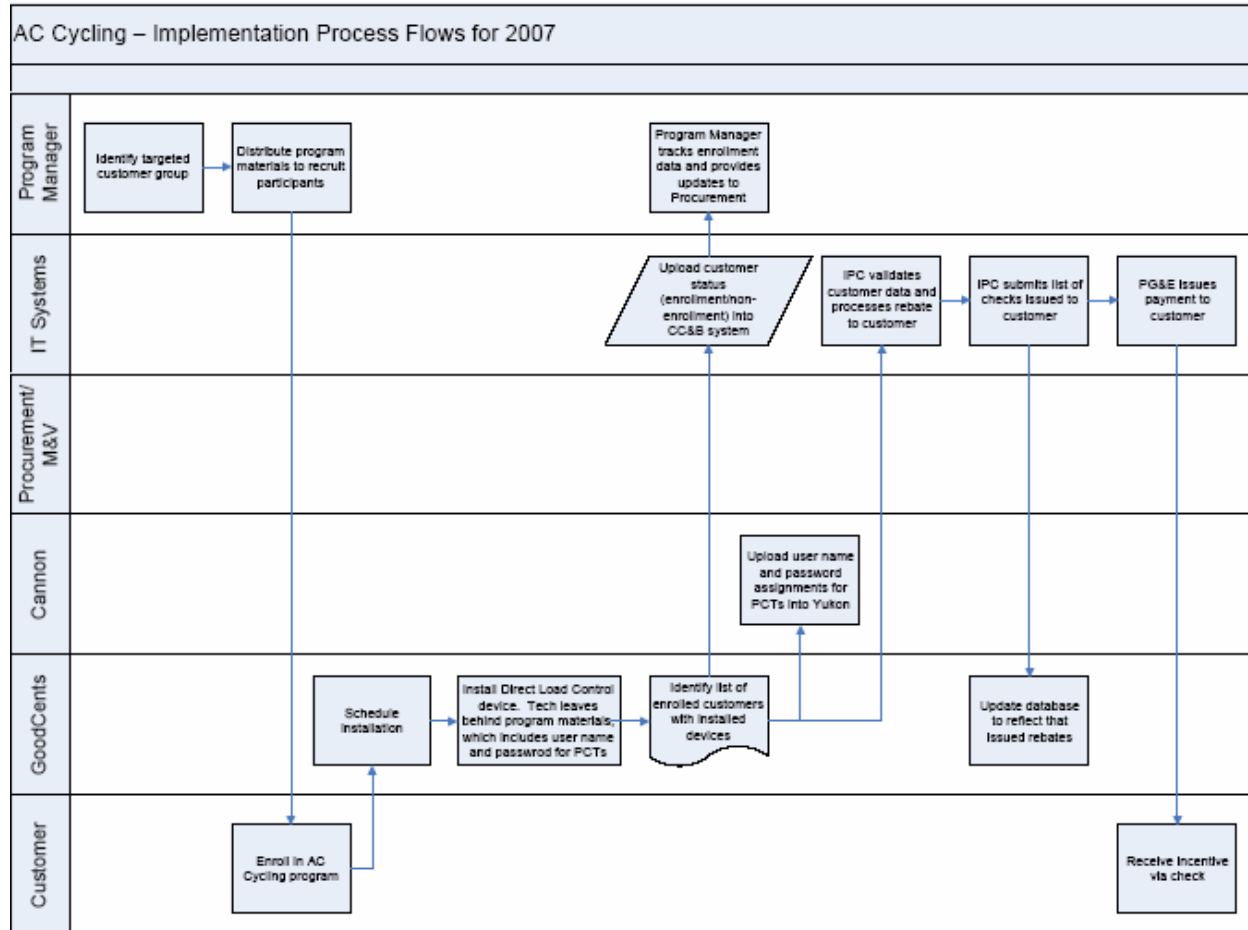 AC Cycling – Implementation Process Flows for 2007
Program
Manager
Identify targeted
customer group
Distribute program
materials to recruit
participants
Program Manager
tracks enrollment
data and provides
updates to
Procurement
IT Systems
Upload customer
status
(enrollment/non-
enrollment) into
CC&B system
IPC validates
customer data and
processes rebate
to customer
IPC submits list of
checks issued to
customer
PG&E issues
payment to
customer
Procurement/
M&V
Cannon
Upload user name
and password
assignments for
PCTs into Yukon
GoodCents
Schedule
Installation
Install Direct Load Control
device. Tech leaves
behind program materials,
which includes user name
and passwrod for PCTs
Identify list of
enrolled customers
with installed
devices
Update database
to reflect that
issued rebates
Customer
Enroll in AC
Cycling program
Receive incentive
via check